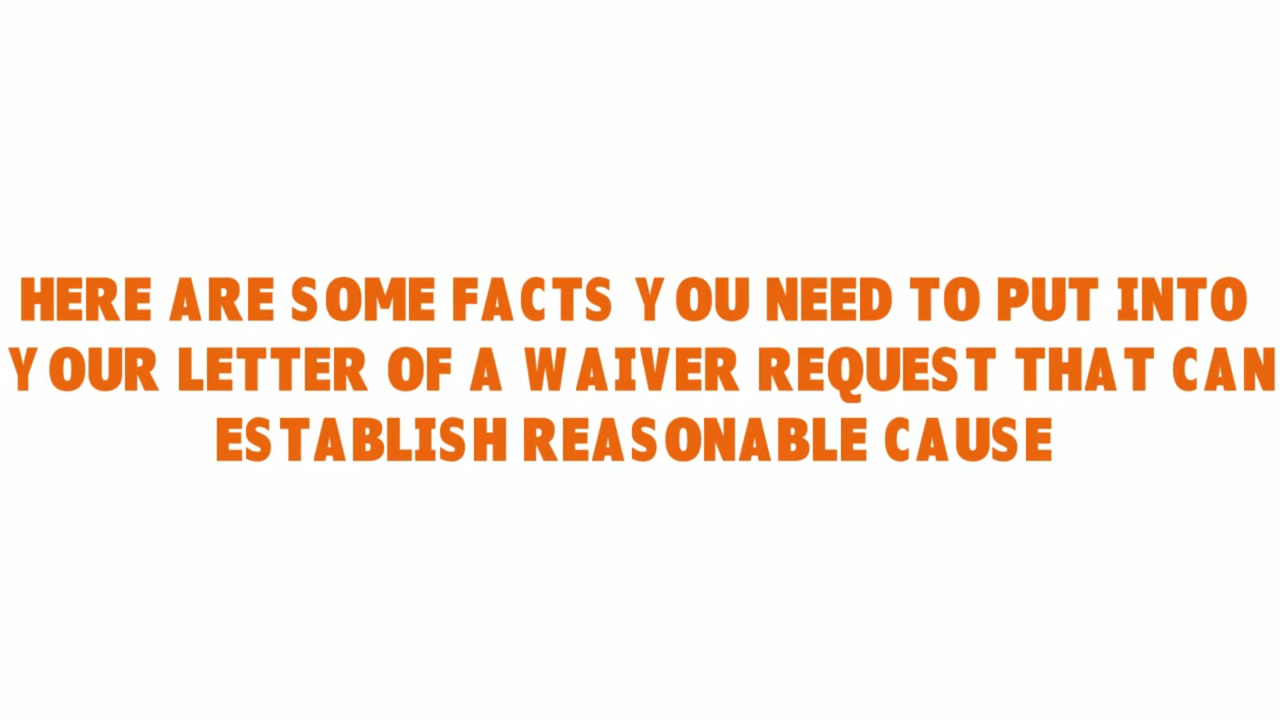 HERE ARE SOME FACTS YOU NEED TO PUT INTO
YOUR LETTER OF A WAIVER REQUEST THAT CAN
ESTABLISH REASONABLE CAUSE